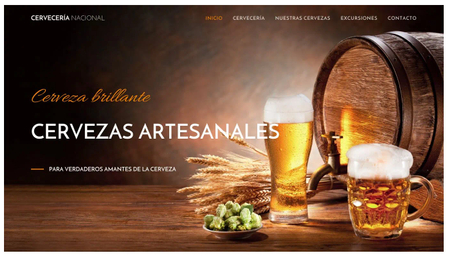 CERVECERÍA NACIONAL
INICIO CERVECERÍA NUESTRAS CERVEZAS EXCURSIONES CONTACTO
Cerveza brillante
CERVEZAS ARTESANALES
PARA VERDADEROS AMANTES DE LA CERVEZA